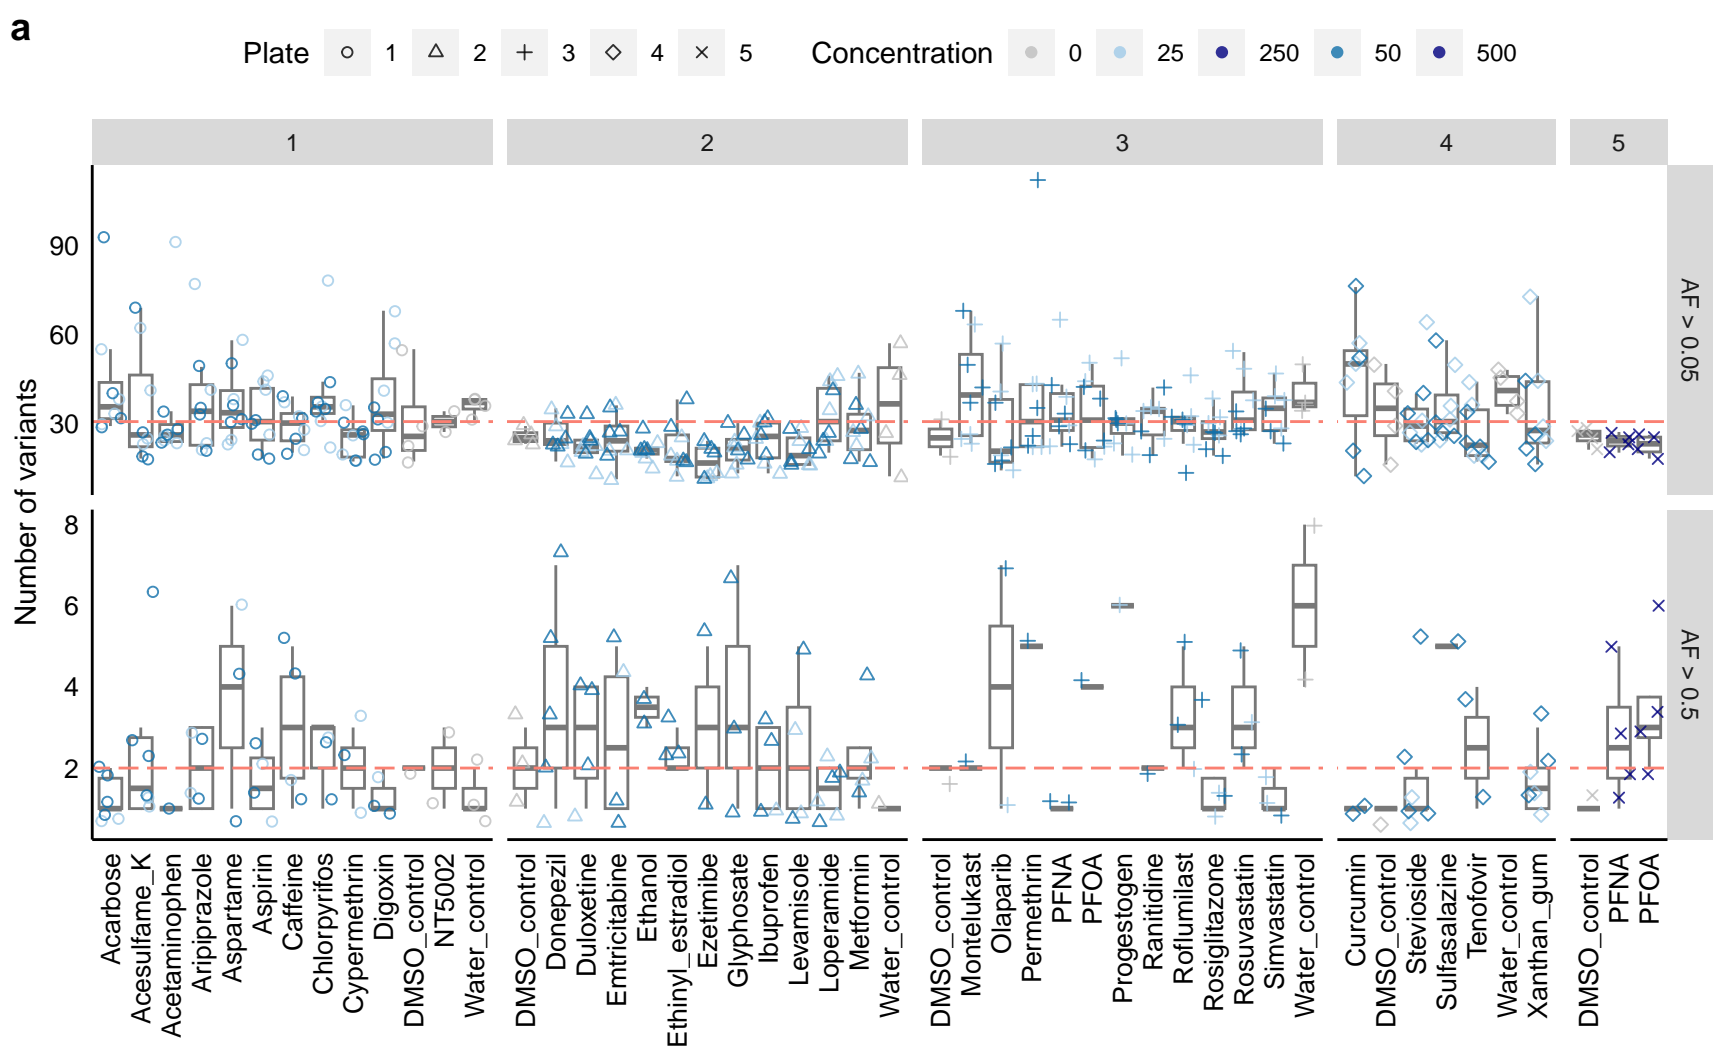 a
Plate 1 2 3 4 5 Concentration 0 25 250 50 500
1 2 3 4 5
Number of variants
90
60
30
AF > 0.05
8
6
4
2
AF > 0.5
Acarbose
Acesulfame_K
Acetaminophen
Aripiprazole
Aspartame
Aspirin
Caffeine
Chlorpyrifos
Cypermethrin
Digoxin
DMSO_control
NT5002
Water_control
DMSO_control
Donepezil
Duloxetine
Emtricitabine
Ethanol
Ethinyl_estradiol
Ezetimibe
Glyphosate
Ibuprofen
Levamisole
Loperamide
Metformin
Water_control
DMSO_control
Montelukast
Olaparib
Permethrin
PFNA
PFOA
Progestogen
Ranitidine
Roflumilast
Rosiglitazone
Rosuvastatin
Simvastatin
Water_control
Curcumin
DMSO_control
Stevioside
Sulfasalazine
Tenofovir
Water_control
Xanthan_gum
DMSO_control
PFNA
PFOA